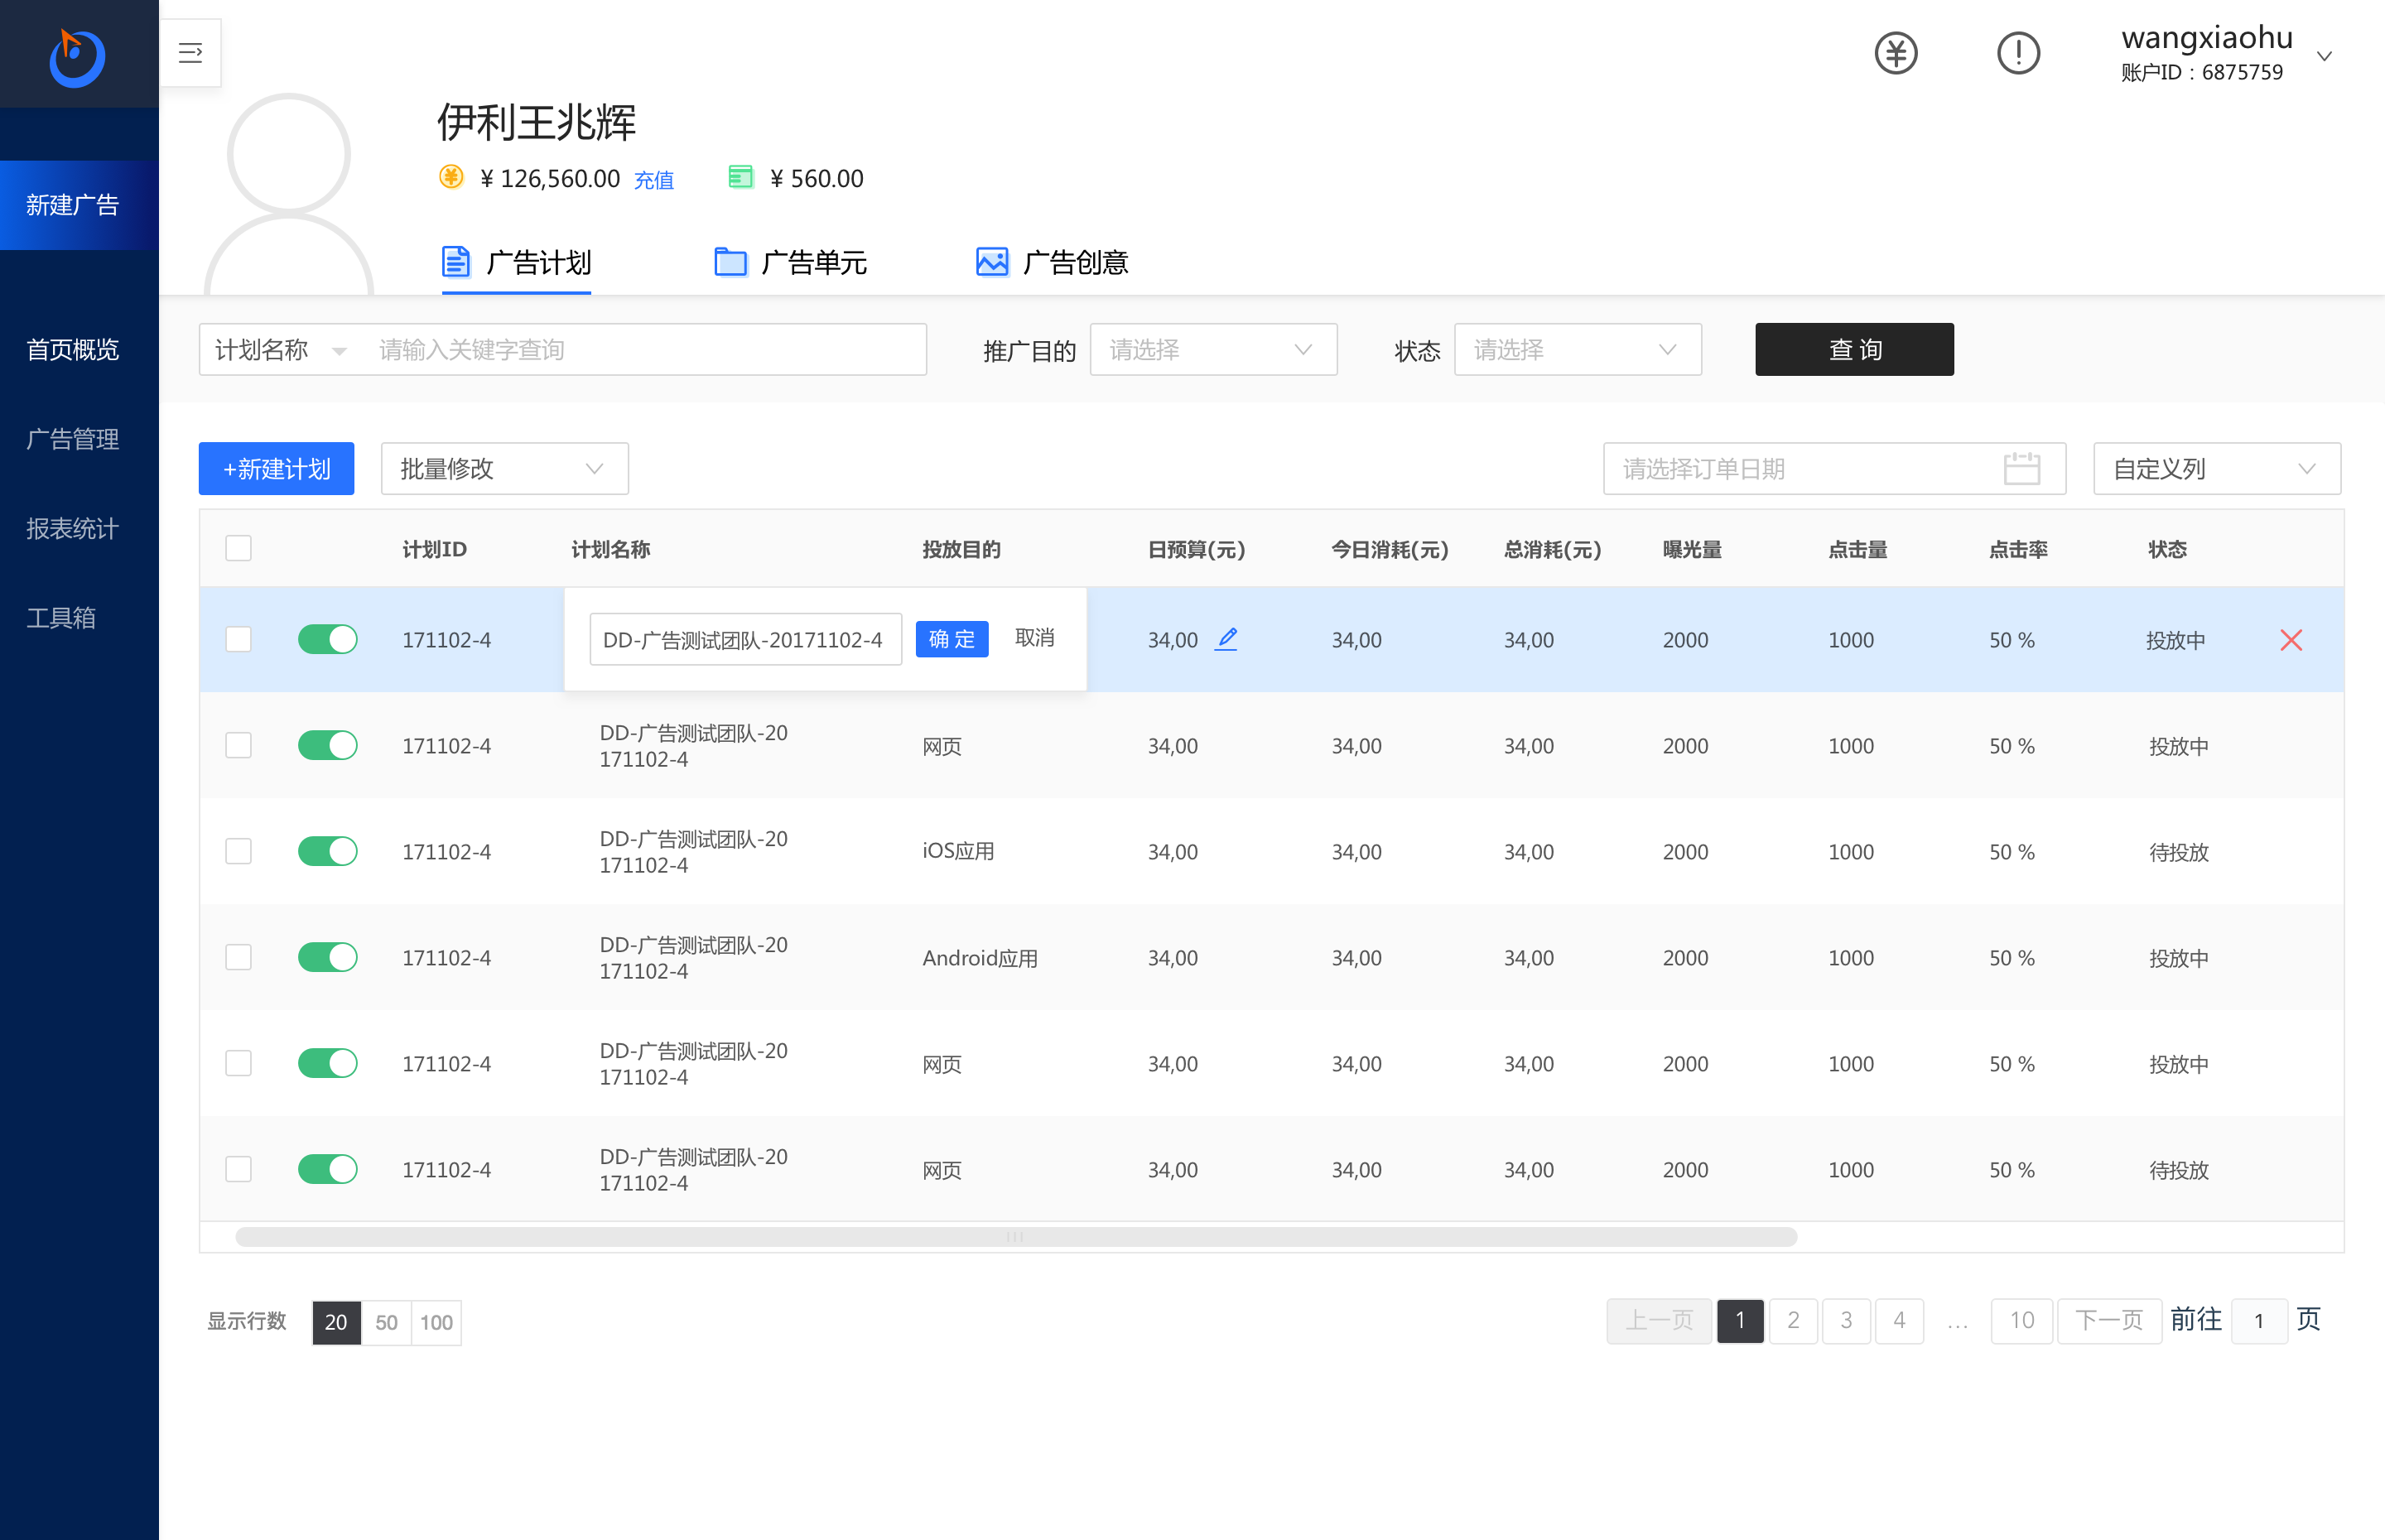 wangxiaohu
账户ID：6875759
伊利王兆辉
¥ 126,560.00 充值 ¥ 560.00
新建广告
广告计划 广告单元 广告创意
首页概览
广告管理
报表统计
工具箱
计划名称 请输入关键字查询 推广目的 请选择 状态 请选择 查 询
+新建计划 批量修改 请选择订单日期 自定义列
计划ID 计划名称 投放目的 日预算(元) 今日消耗(元) 总消耗(元) 曝光量 点击量 点击率 状态
171102-4 DD-广告测试团队-20171102-4 确 定 取消 34,00 34,00 34,00 2000 1000 50 % 投放中
DD-广告测试团队-20
171102-4 171102-4 网页 34,00 34,00 34,00 2000 1000 50 % 投放中
DD-广告测试团队-20
171102-4 171102-4 iOS应用 34,00 34,00 34,00 2000 1000 50 % 待投放
DD-广告测试团队-20
171102-4 171102-4 Android应用 34,00 34,00 34,00 2000 1000 50 % 投放中
DD-广告测试团队-20
171102-4 171102-4 网页 34,00 34,00 34,00 2000 1000 50 % 投放中
DD-广告测试团队-20
171102-4 171102-4 网页 34,00 34,00 34,00 2000 1000 50 % 待投放
显示行数 20 50 100 上一页 1 2 3 4 ... 10 下一页 前往 1 页